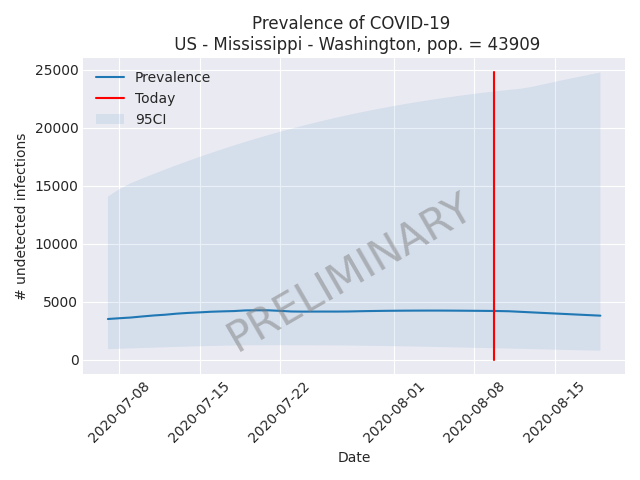 Prevalence of COVID-19
US - Mississippi - Washington, pop. = 43909
25000
20000
15000
10000
5000
0
# undetected infections
Prevalence
Today
95CI
PRELIMINARY
2020-07-08
2020-07-15
2020-07-22
2020-08-01
2020-08-08
2020-08-15
Date